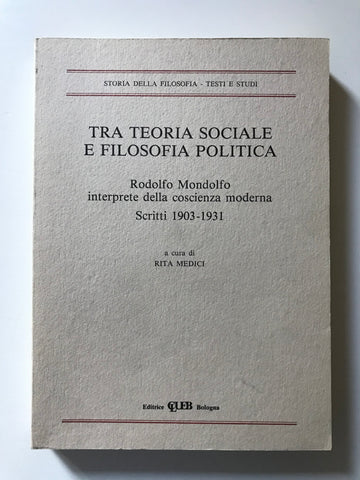 STORIA DELLA FILOSOFIA - TESTI E STUDI
TRA TEORIA SOCIALE
E FILOSOFIA POLITICA
Rodolfo Mondolfo
interprete della coscienza moderna
Scritti 1903-1931
a cura di
RITA MEDICI
Editrice CLUEB Bologna